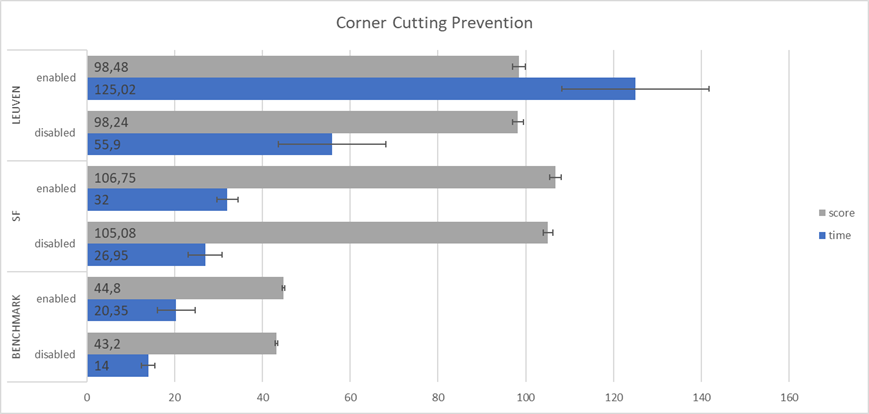 Corner Cutting Prevention
LEUVEN
enabled
98,48
125,02
disabled
98,24
55,9
SF
enabled
106,75
32
disabled
105,08
26,95
BENCHMARK
enabled
44,8
20,35
disabled
43,2
14
score
time
0 20 40 60 80 100 120 140 160